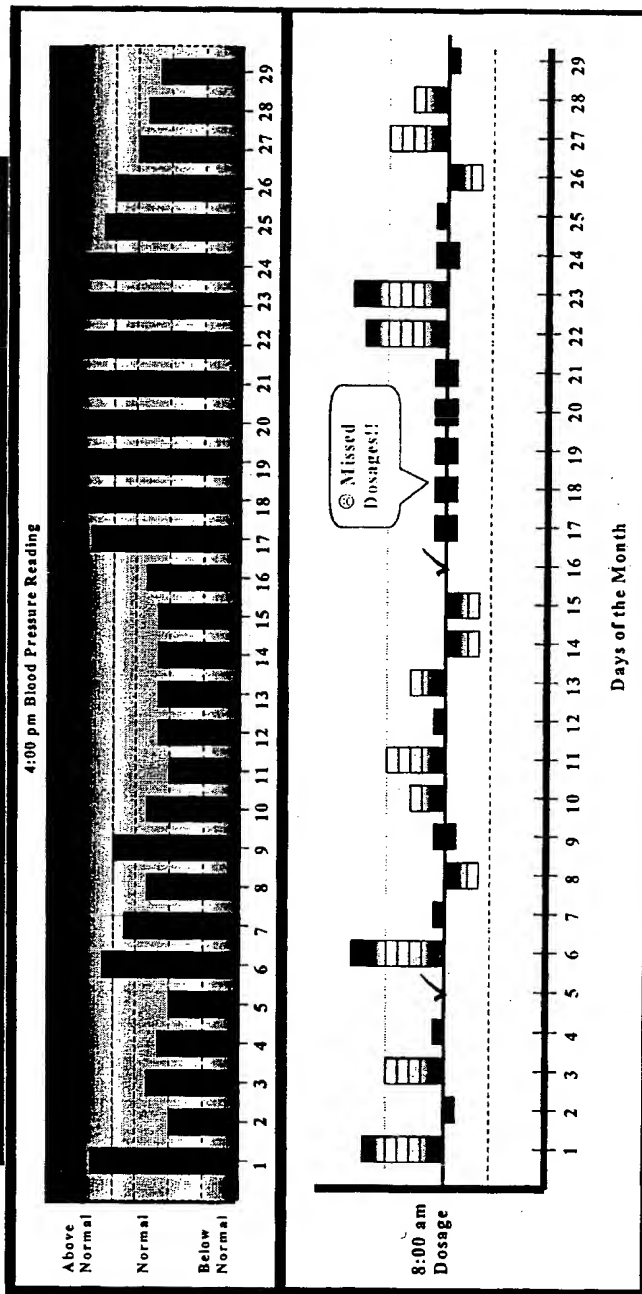 4:00 pm Blood Pressure Reading
Above
Normal
Normal
Below
Normal
1 2 3 4 5 6 7 8 9 10 11 12 13 14 15 16 17 18 19 20 21 22 23 24 25 26 27 28 29
☹ Missed
Dosages!!
8:00 am
Dosage
1 2 3 4 5 6 7 8 9 10 11 12 13 14 15 16 17 18 19 20 21 22 23 24 25 26 27 28 29
Days of the Month